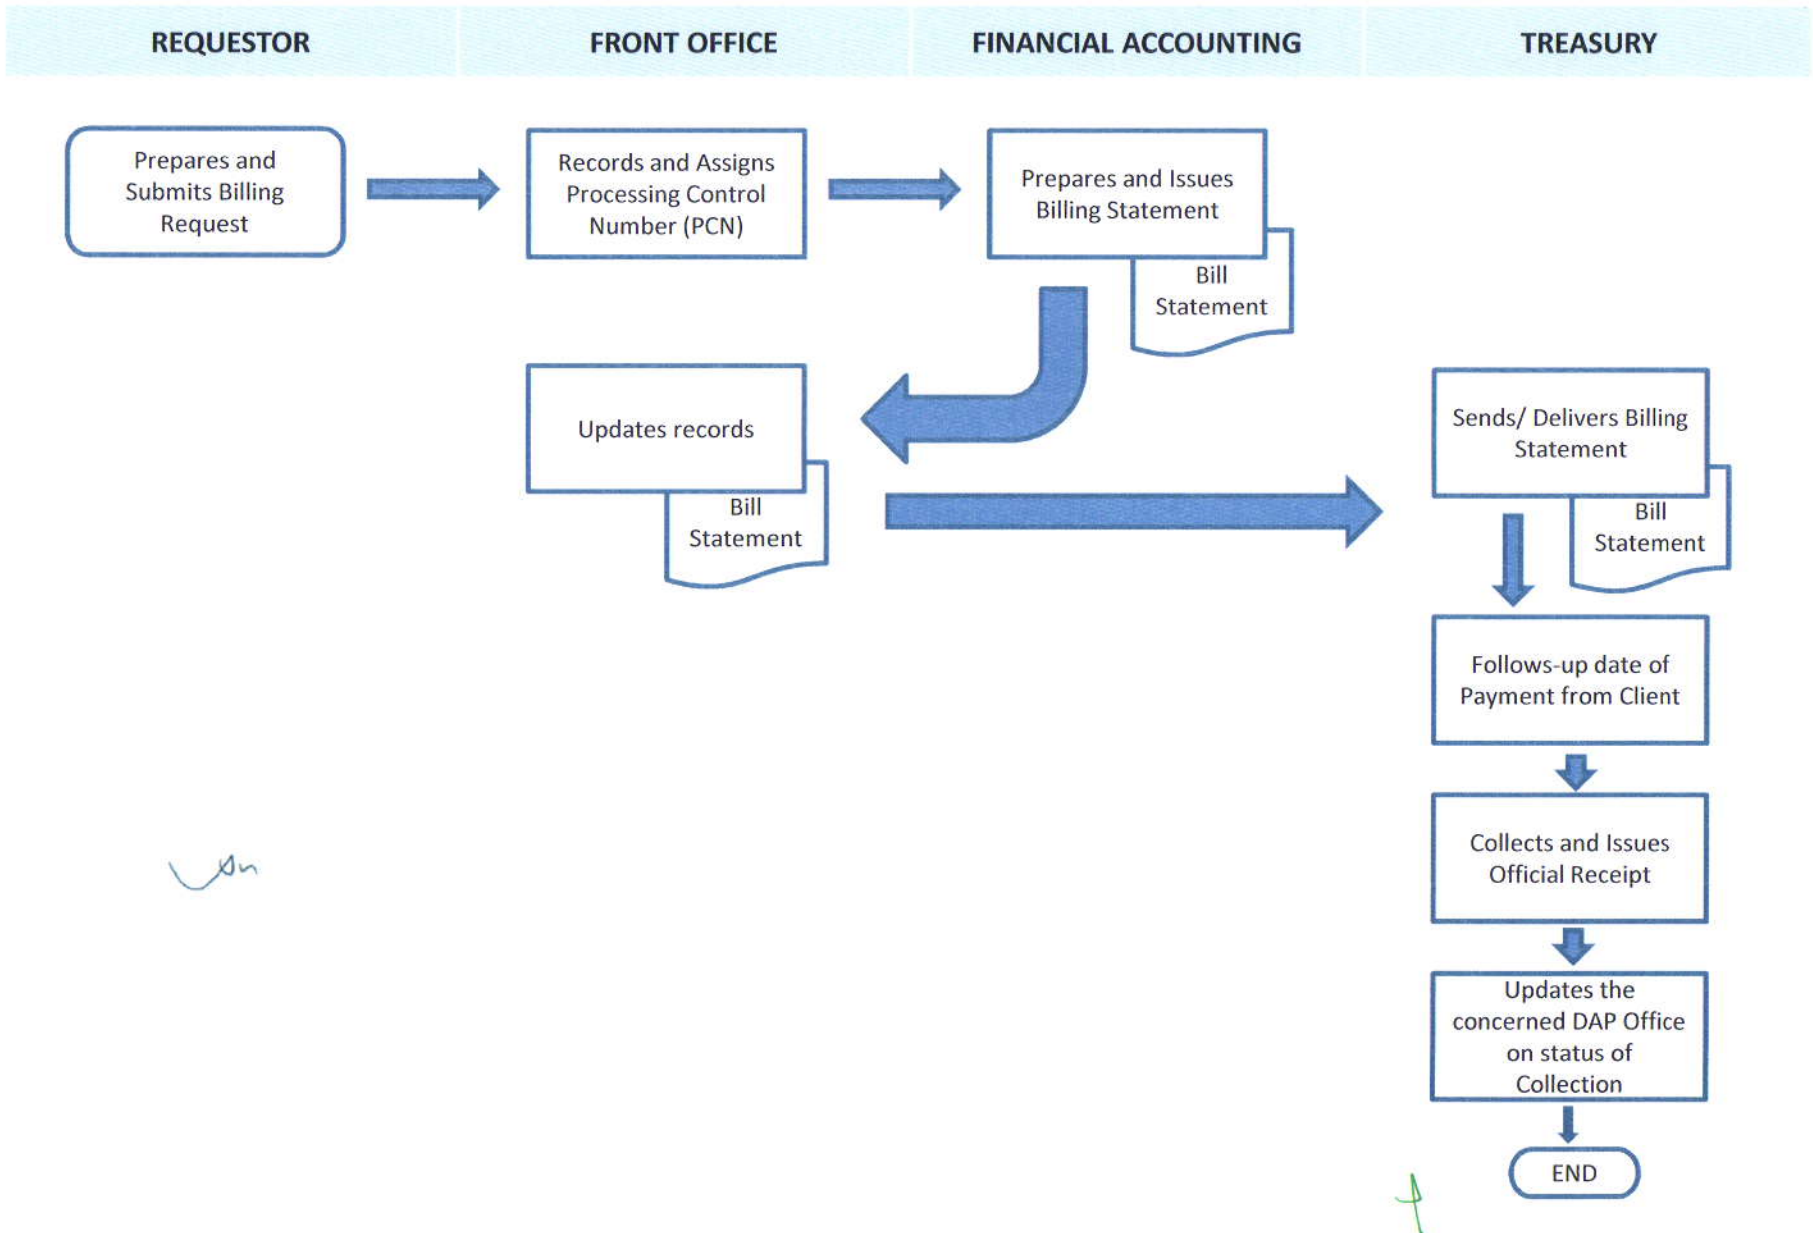 REQUESTOR
FRONT OFFICE
FINANCIAL ACCOUNTING
TREASURY
Prepares and
Submits Billing
Request
Records and Assigns
Processing Control
Number (PCN)
Prepares and Issues
Billing Statement
Bill
Statement
Updates records
Bill
Statement
Sends/ Delivers Billing
Statement
Bill
Statement
Follows-up date of
Payment from Client
Collects and Issues
Official Receipt
Updates the
concerned DAP Office
on status of
Collection
END